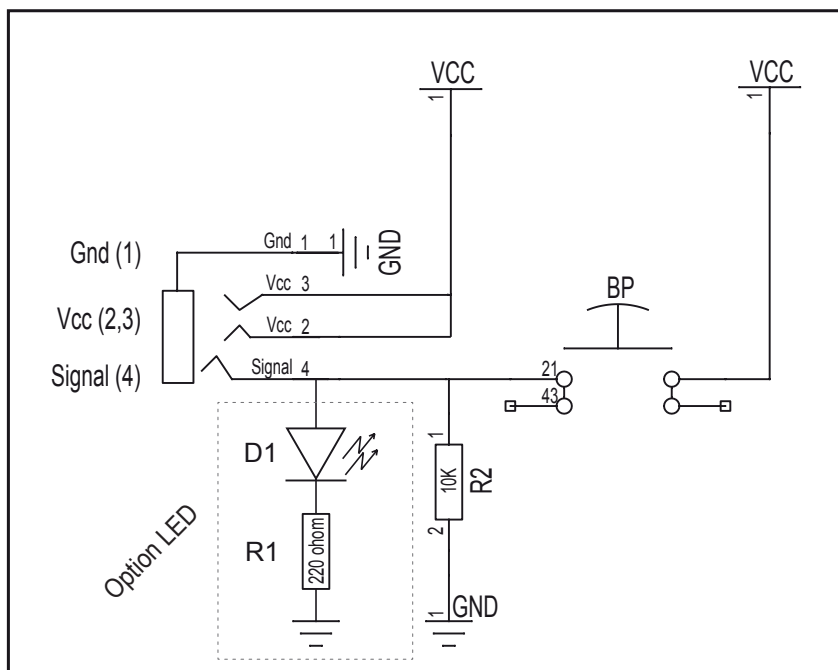 VCC
1
VCC
1
Gnd (1)
Gnd 1
1
GND
Vcc 3
Vcc (2,3)
Vcc 2
BP
Signal (4)
Signal 4
21
43
D1
1
10K
R2
2
Option LED
R1
220 ohom
1
GND